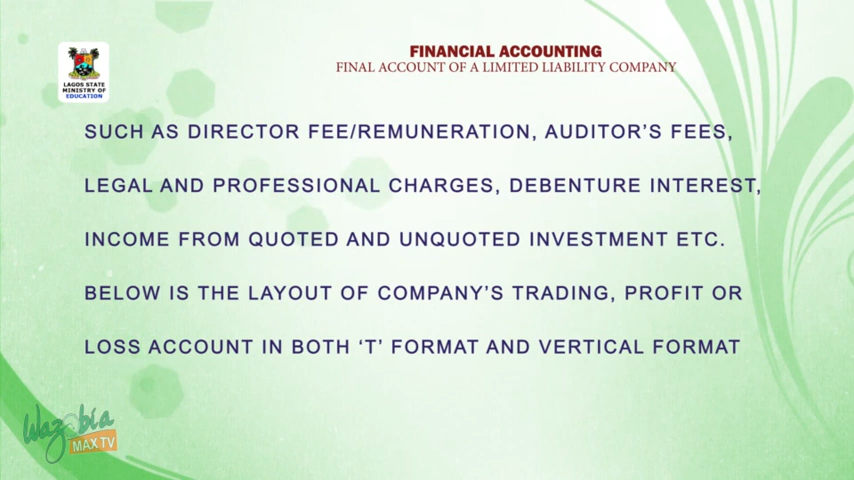 FINANCIAL ACCOUNTING
FINAL ACCOUNT OF A LIMITED LIABILITY COMPANY
LAGOS STATE
MINISTRY OF
EDUCATION
SUCH AS DIRECTOR FEE/REMUNERATION, AUDITOR’S FEES,
LEGAL AND PROFESSIONAL CHARGES, DEBENTURE INTEREST,
INCOME FROM QUOTED AND UNQUOTED INVESTMENT ETC.
BELOW IS THE LAYOUT OF COMPANY’S TRADING, PROFIT OR
LOSS ACCOUNT IN BOTH ‘T’ FORMAT AND VERTICAL FORMAT
Wazobia
MAX TV